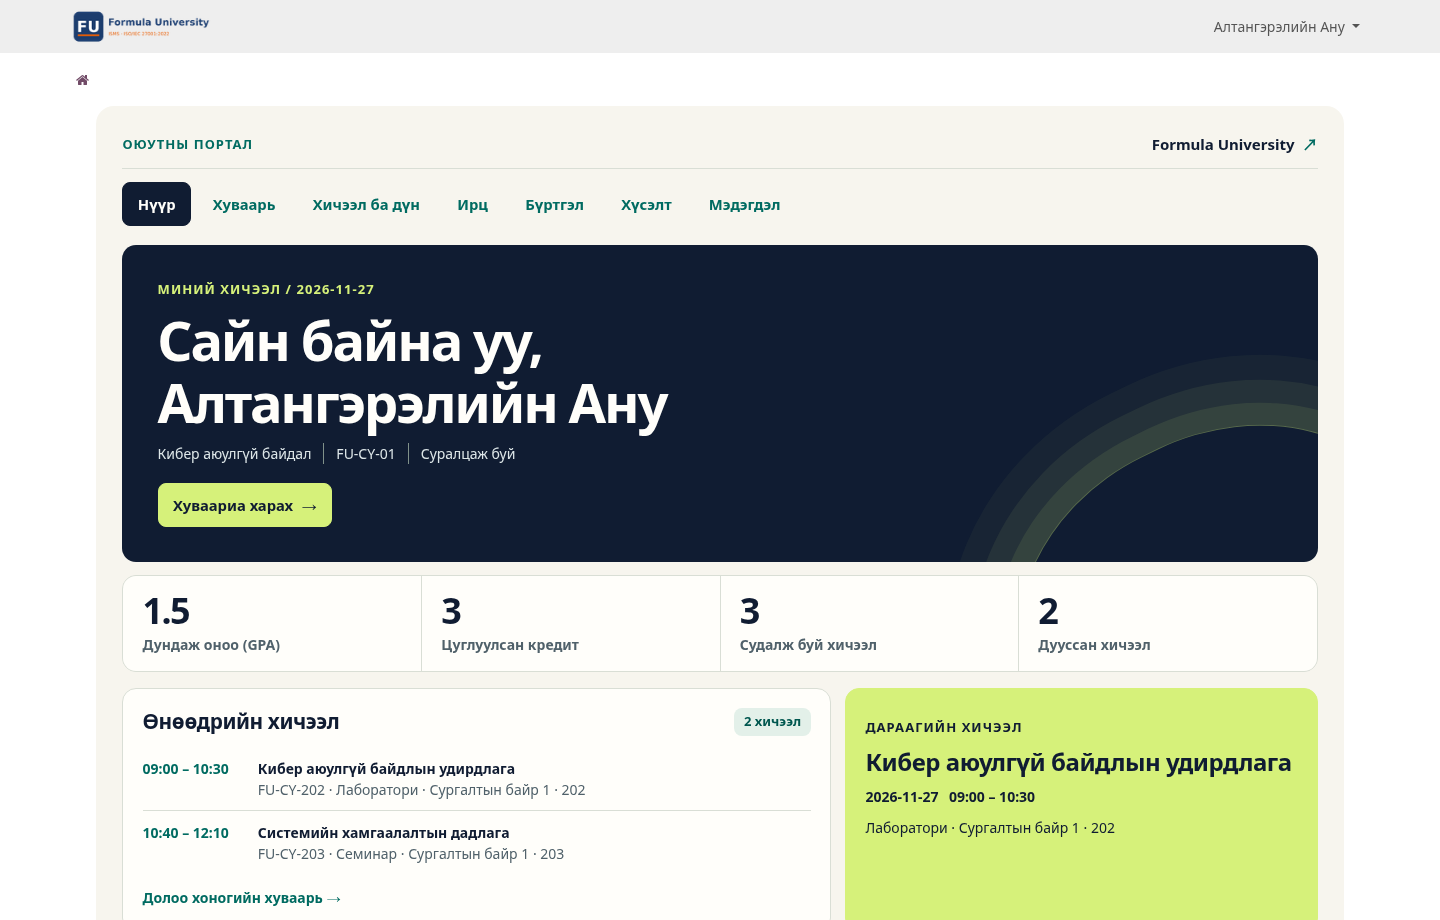 FU Formula University
ISMS · ISO/IEC 27001:2022
Алтангэрэлийн Ану
ОЮУТНЫ ПОРТАЛ
Formula University ↗
Нүүр
Хуваарь
Хичээл ба дүн
Ирц
Бүртгэл
Хүсэлт
Мэдэгдэл
МИНИЙ ХИЧЭЭЛ / 2026-11-27
Сайн байна уу,
Алтангэрэлийн Ану
Кибер аюулгүй байдал
FU-CY-01
Суралцаж буй
Хуваариа харах →
1.5
Дундаж оноо (GPA)
3
Цуглуулсан кредит
3
Судалж буй хичээл
2
Дууссан хичээл
Өнөөдрийн хичээл
2 хичээл
09:00 – 10:30
Кибер аюулгүй байдлын удирдлага
FU-CY-202 · Лаборатори · Сургалтын байр 1 · 202
10:40 – 12:10
Системийн хамгаалалтын дадлага
FU-CY-203 · Семинар · Сургалтын байр 1 · 203
Долоо хоногийн хуваарь →
ДАРААГИЙН ХИЧЭЭЛ
Кибер аюулгүй байдлын удирдлага
2026-11-27 09:00 – 10:30
Лаборатори · Сургалтын байр 1 · 202